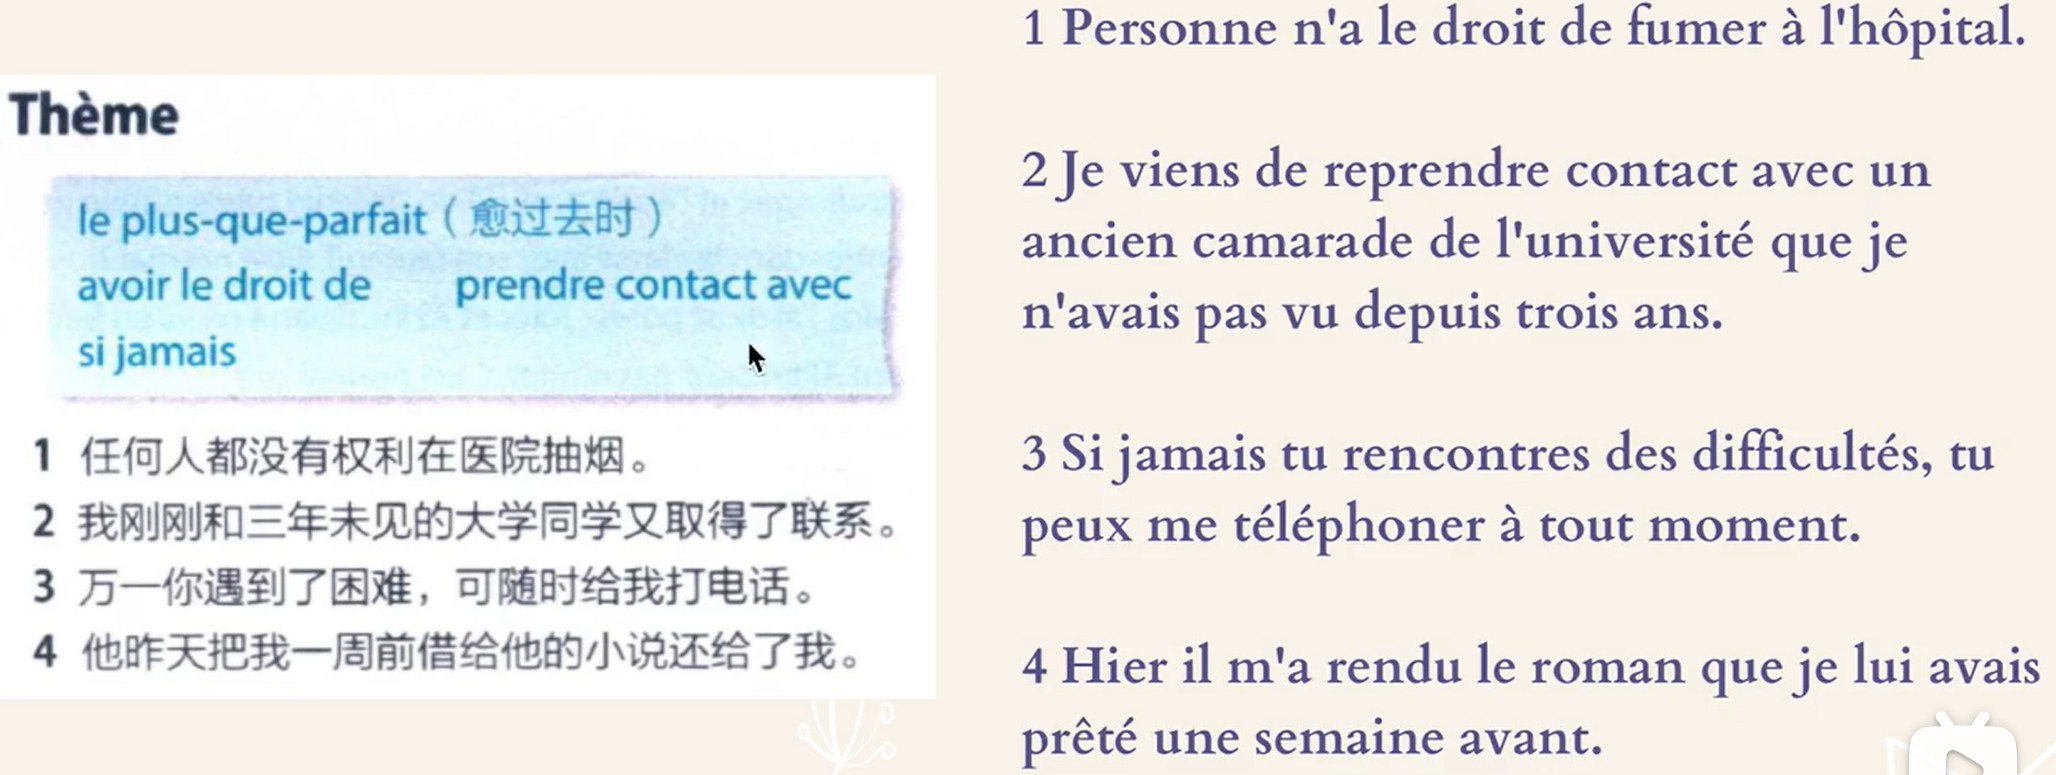 Thème
le plus-que-parfait（愈过去时）
avoir le droit de prendre contact avec
si jamais
1 任何人都没有权利在医院抽烟。
2 我刚刚和三年未见的大学同学又取得了联系。
3 万一你遇到了困难，可随时给我打电话。
4 他昨天把我一周前借给他的小说还给了我。
1 Personne n'a le droit de fumer à l'hôpital.
2 Je viens de reprendre contact avec un
ancien camarade de l'université que je
n'avais pas vu depuis trois ans.
3 Si jamais tu rencontres des difficultés, tu
peux me téléphoner à tout moment.
4 Hier il m'a rendu le roman que je lui avais
prêté une semaine avant.